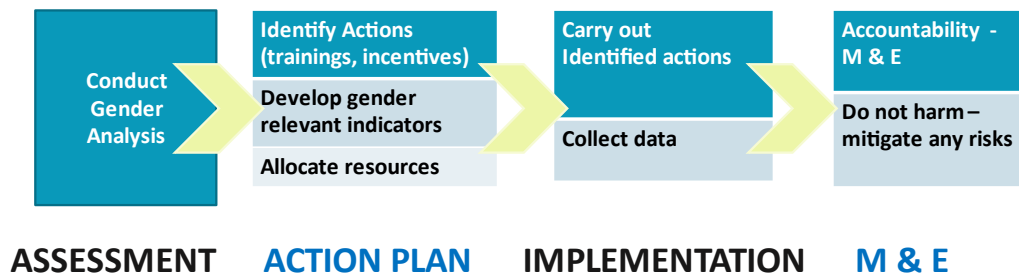 Conduct
Gender
Analysis
Identify Actions
(trainings, incentives)
Develop gender
relevant indicators
Allocate resources
Carry out
Identified actions
Collect data
Accountability -
M & E
Do not harm –
mitigate any risks
ASSESSMENT
ACTION PLAN
IMPLEMENTATION
M & E